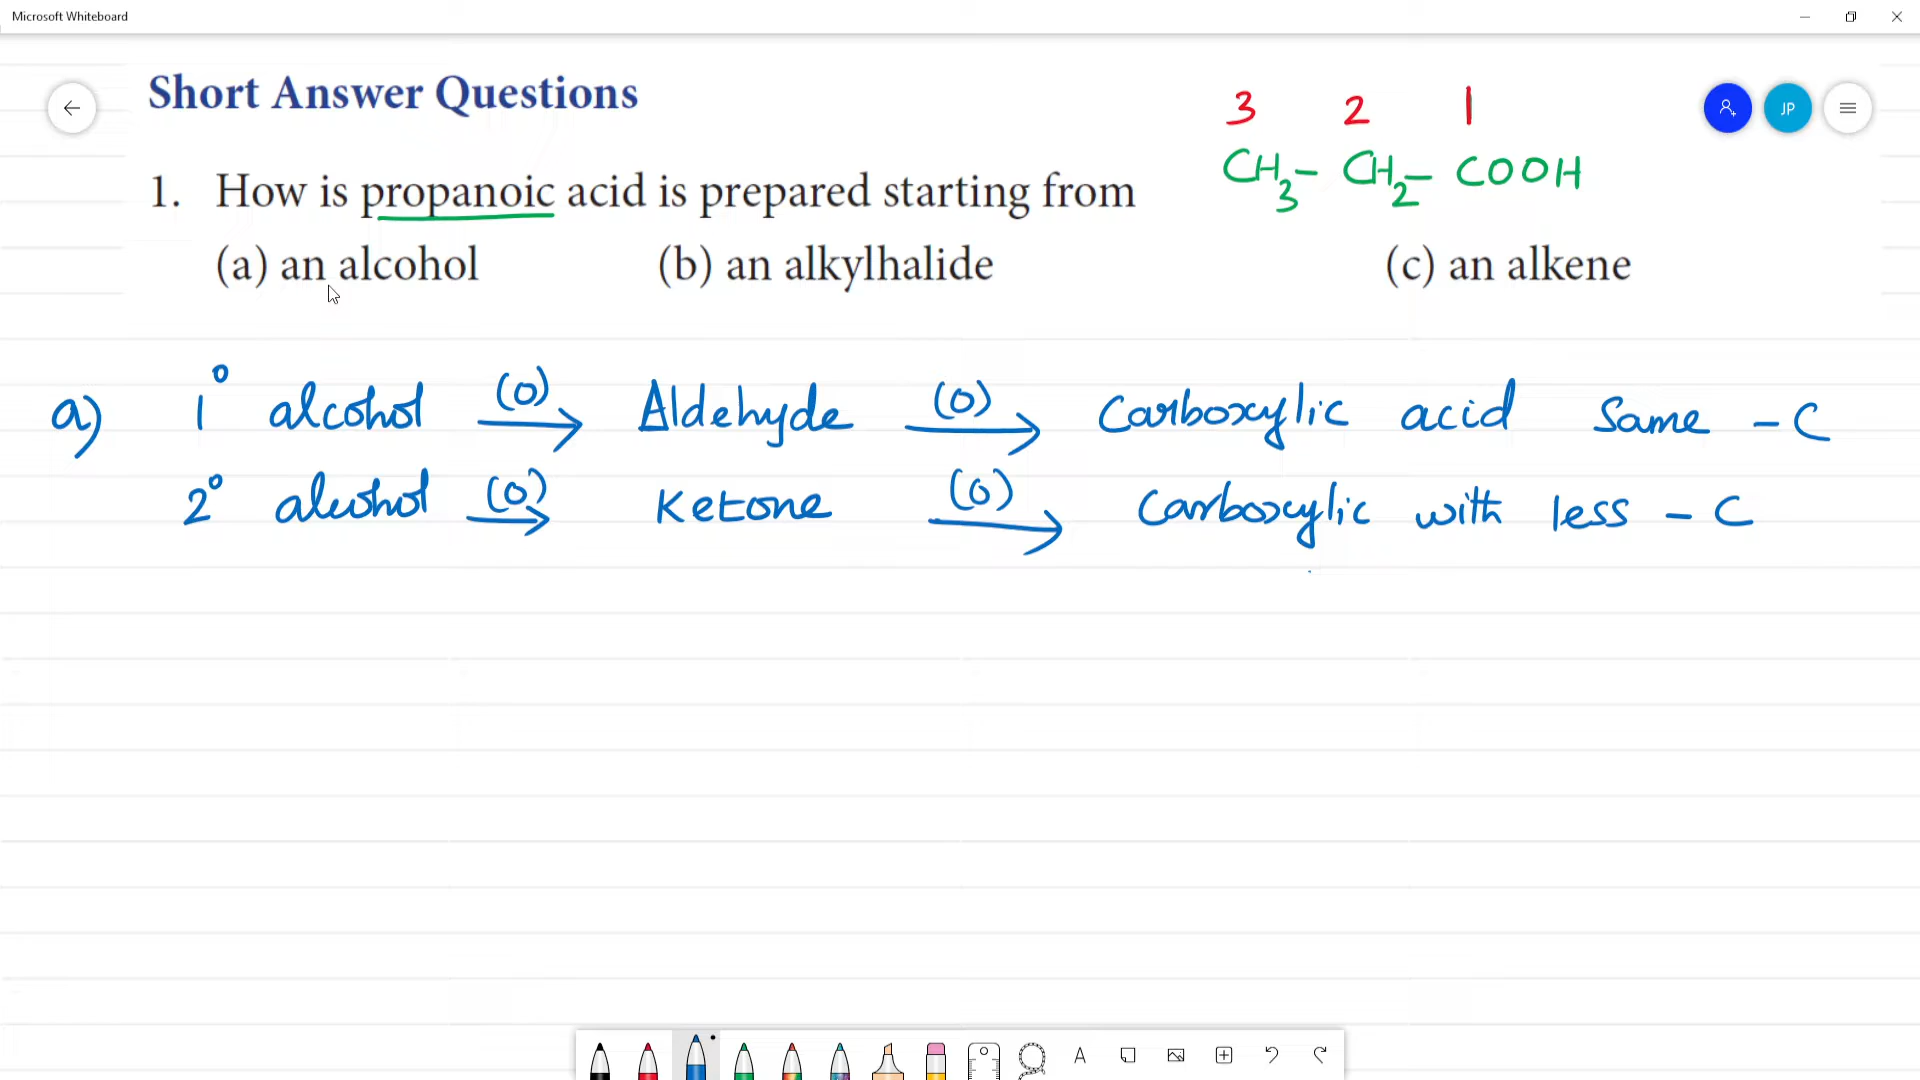 Microsoft Whiteboard
Short Answer Questions
3 2 1
CH3 - CH2 - COOH
JP
1. How is propanoic acid is prepared starting from
(a) an alcohol (b) an alkylhalide (c) an alkene
a) 1° alcohol (O) → Aldehyde (O) → Carboxylic acid Same - C
2° alcohol (O) → Ketone (O) → Carboxylic with less - C
A